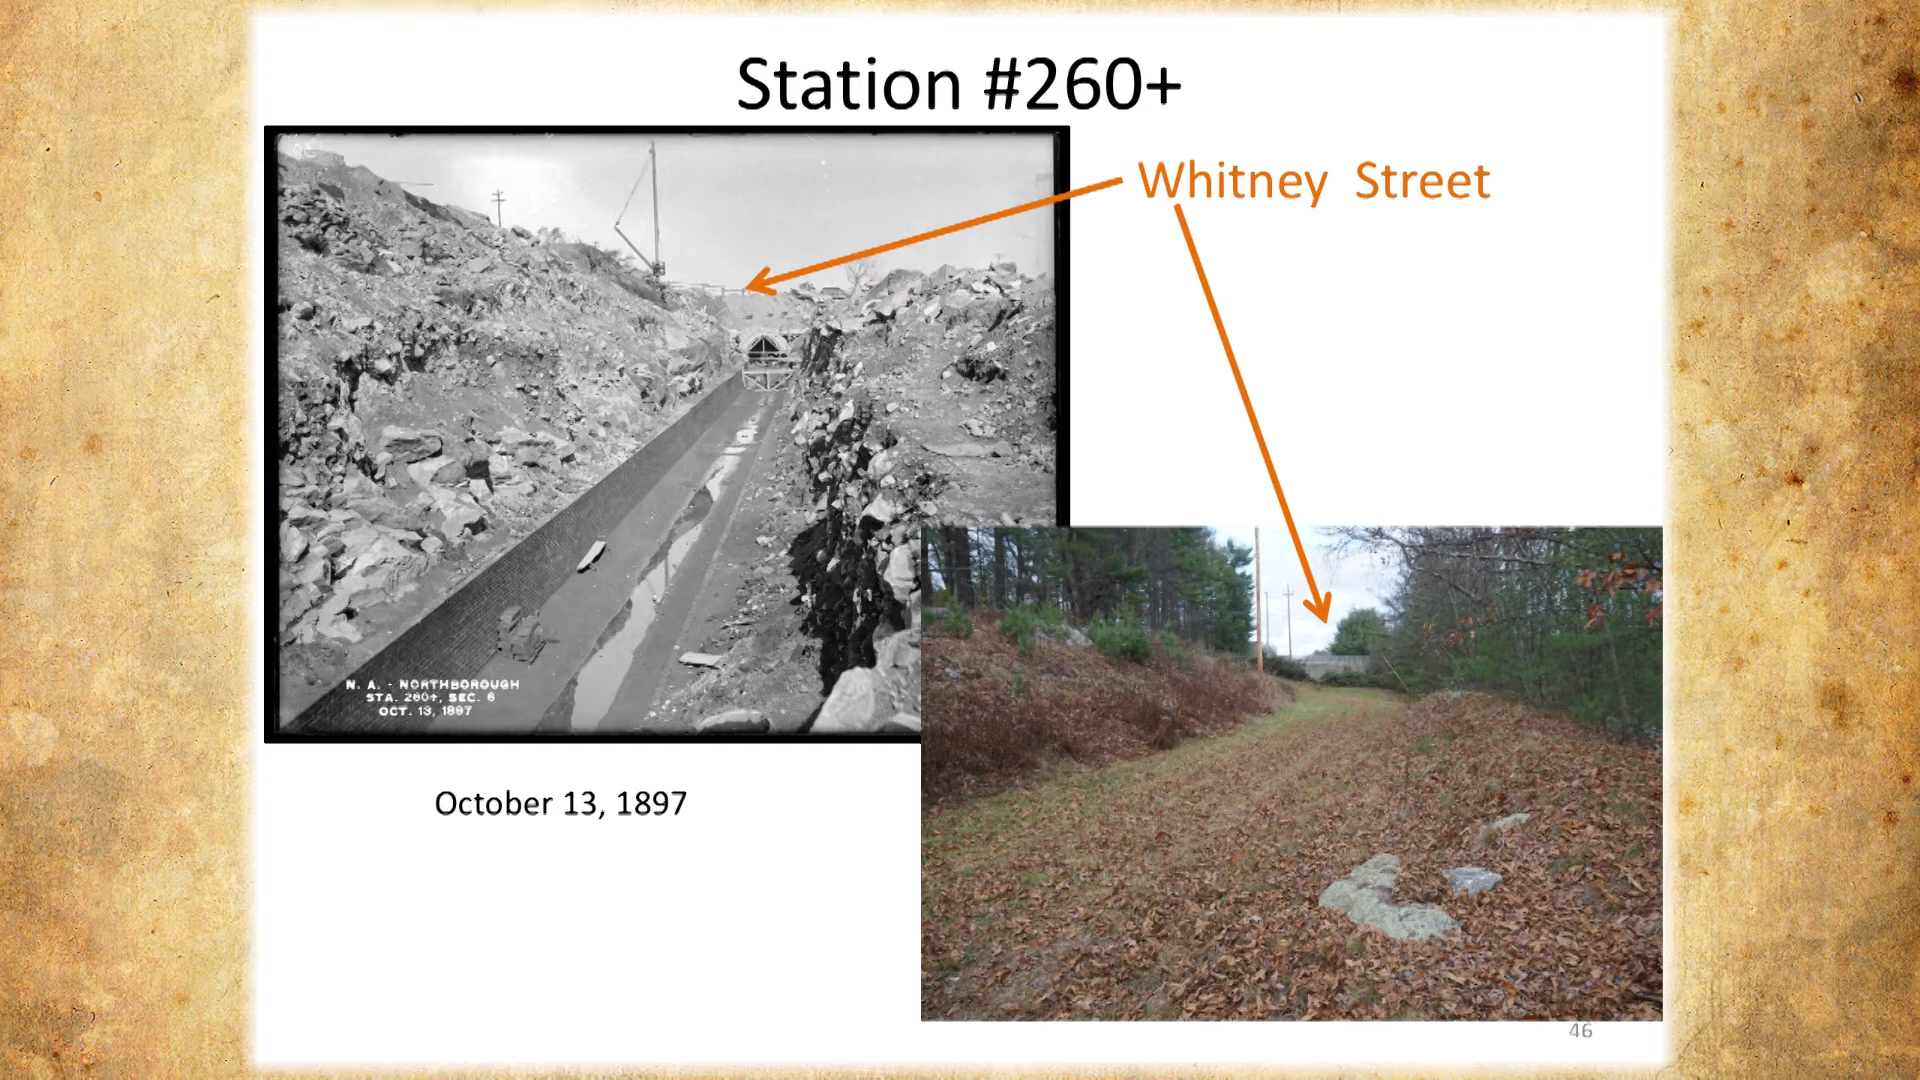 Station #260+
Whitney Street
N. A. - NORTHBOROUGH
STA. 260+, SEC. 6
OCT. 13, 1897
October 13, 1897
46